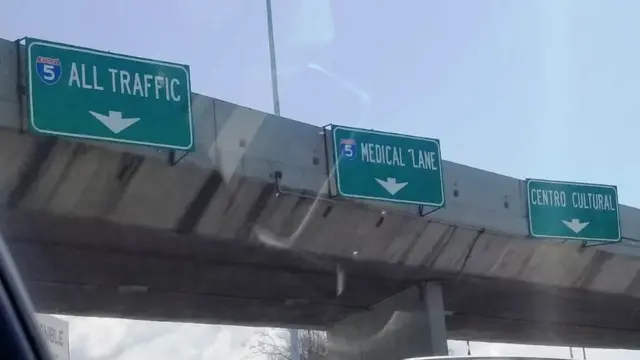 5 ALL TRAFFIC
5 MEDICAL LANE
CENTRO CULTURAL